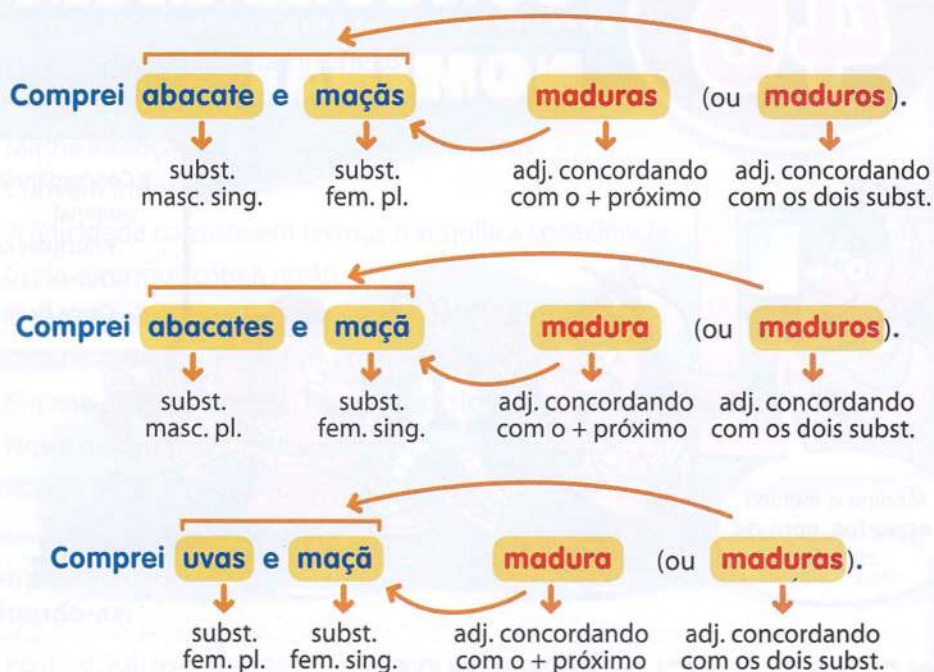 Comprei abacate e maçãs maduras (ou maduros).
subst. masc. sing. subst. fem. pl. adj. concordando com o + próximo adj. concordando com os dois subst.
Comprei abacates e maçã madura (ou maduros).
subst. masc. pl. subst. fem. sing. adj. concordando com o + próximo adj. concordando com os dois subst.
Comprei uvas e maçã madura (ou maduras).
subst. fem. pl. subst. fem. sing. adj. concordando com o + próximo adj. concordando com os dois subst.